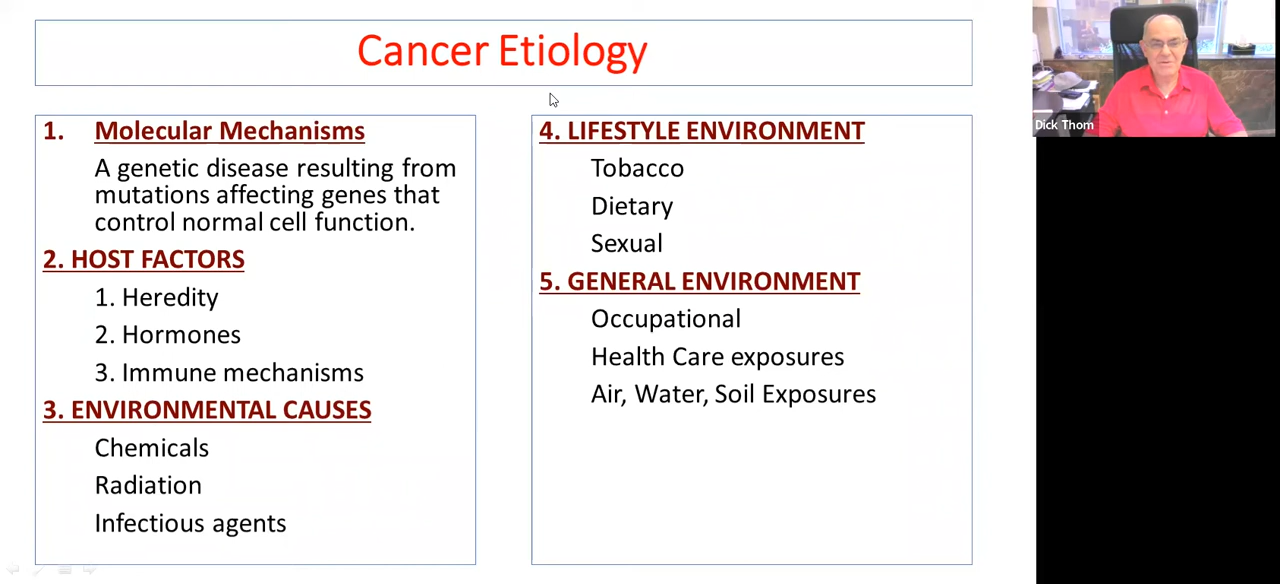 Cancer Etiology
1. Molecular Mechanisms
A genetic disease resulting from
mutations affecting genes that
control normal cell function.
2. HOST FACTORS
1. Heredity
2. Hormones
3. Immune mechanisms
3. ENVIRONMENTAL CAUSES
Chemicals
Radiation
Infectious agents
4. LIFESTYLE ENVIRONMENT
Tobacco
Dietary
Sexual
5. GENERAL ENVIRONMENT
Occupational
Health Care exposures
Air, Water, Soil Exposures
Dick Thom